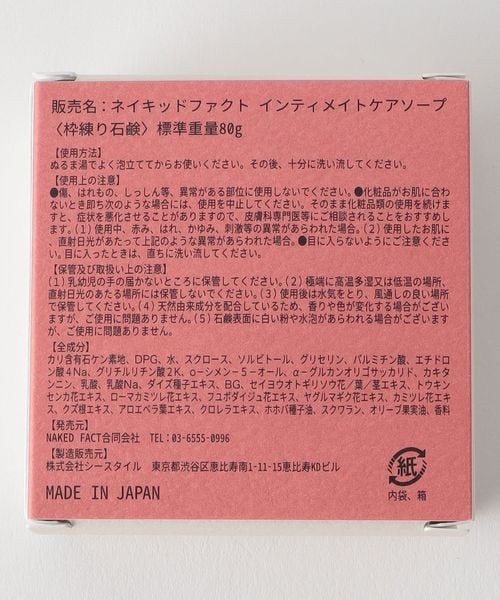 販売名：ネイキッドファクト インティメイトケアソープ
〈枠練り石鹸〉標準重量80g
【使用方法】
ぬるま湯でよく泡立ててからお使いください。その後、十分に洗い流してください。
【使用上の注意】
●傷、はれもの、しっしん等、異常がある部位に使用しないでください。●化粧品がお肌に合わ
ないとき即ち次のような場合には、使用を中止してください。そのまま化粧品類の使用を続けま
すと、症状を悪化させることがありますので、皮膚科専門医等にご相談されることをおすすめし
ます。（1）使用中、赤み、はれ、かゆみ、刺激等の異常があらわれた場合。（2）使用したお肌に
、直射日光があたって上記のような異常があらわれた場合。●目に入らないようにご注意くださ
い。目に入ったときは、直ちに洗い流してください。
【保管及び取扱い上の注意】
（1）乳幼児の手の届かないところに保管してください。（2）極端に高温多湿又は低温の場所、
直射日光のあたる場所には保管しないでください。（3）使用後は水気をとり、風通しの良い場所
で保管してください。（4）天然由来成分を配合しているため、香りや色が変化する場合がござい
ますが、ご使用に問題ありません。（5）石鹸表面に白い粉や水泡があらわれる場合がございます
が、ご使用に問題ありません。
【全成分】
カリ含有石ケン素地、DPG、水、スクロース、ソルビトール、グリセリン、パルミチン酸、エチドロ
ン酸4Na、グリチルリチン酸2K、o－シメン－5－オール、α－グルカンオリゴサッカリド、カキタ
ンニン、乳酸、乳酸Na、ダイズ種子エキス、BG、セイヨウオトギリソウ花／葉／茎エキス、トウキン
センカ花エキス、ローマカミツレ花エキス、フユボダイジュ花エキス、ヤグルマギク花エキス、カミツレ花エキ
ス、クズ根エキス、アロエベラ葉エキス、クロレラエキス、ホホバ種子油、スクワラン、オリーブ果実油、香料
【発売元】
NAKED FACT合同会社 TEL：03-6555-0996
【製造販売元】
株式会社シースタイル 東京都渋谷区恵比寿南1-11-15恵比寿KDビル
MADE IN JAPAN
紙
内袋、箱